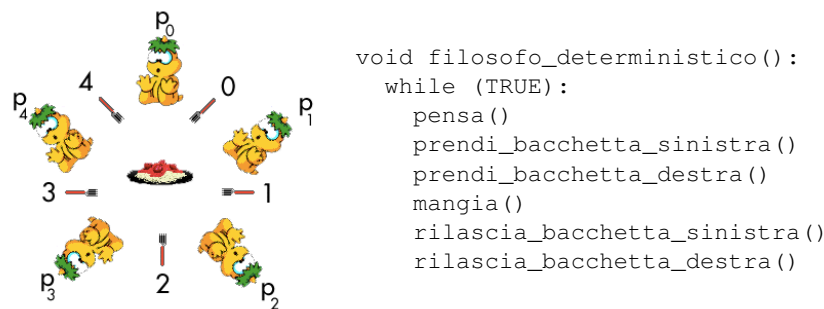 p0
4 0
p4 p1
3 1
p3 2 p2
void filosofo_deterministico():
while (TRUE):
pensa()
prendi_bacchetta_sinistra()
prendi_bacchetta_destra()
mangia()
rilascia_bacchetta_sinistra()
rilascia_bacchetta_destra()